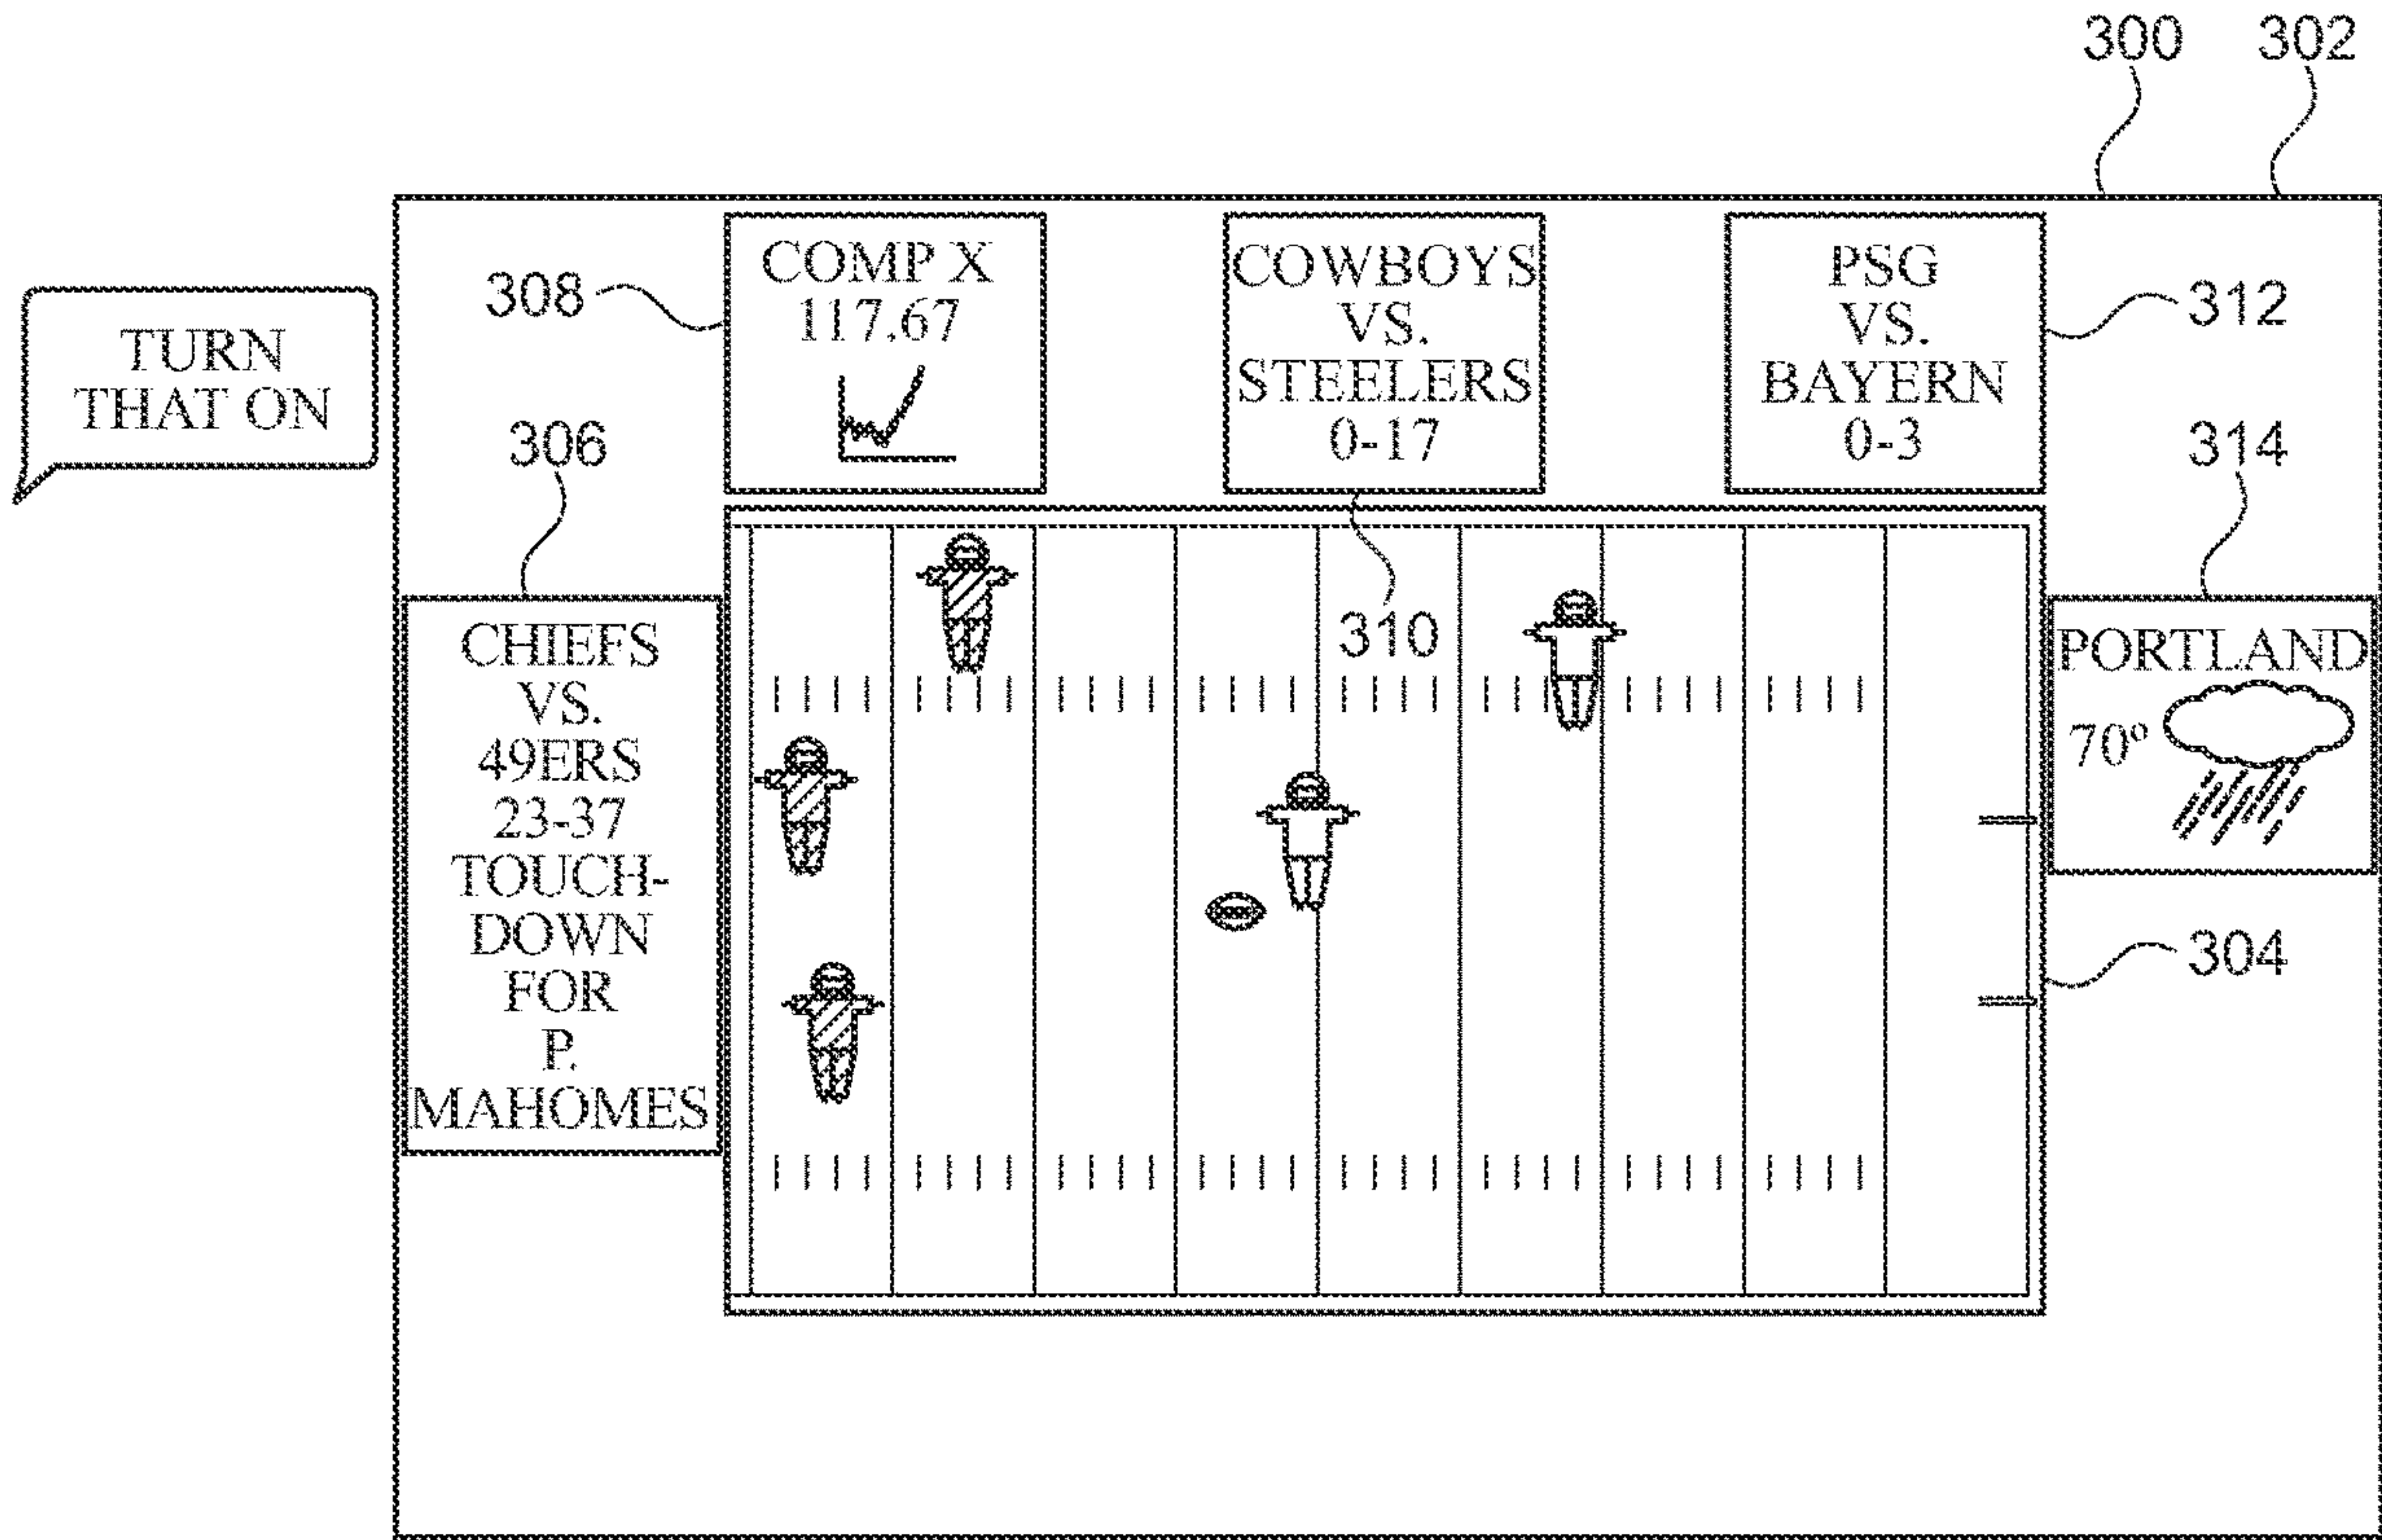 300 302
TURN
THAT ON
308
COMP X
117.67
COWBOYS
VS.
STEELERS
0-17
PSG
VS.
BAYERN
0-3
312
306
314
310
CHIEFS
VS.
49ERS
23-37
TOUCH-
DOWN
FOR
P.
MAHOMES
PORTLAND
70º
304